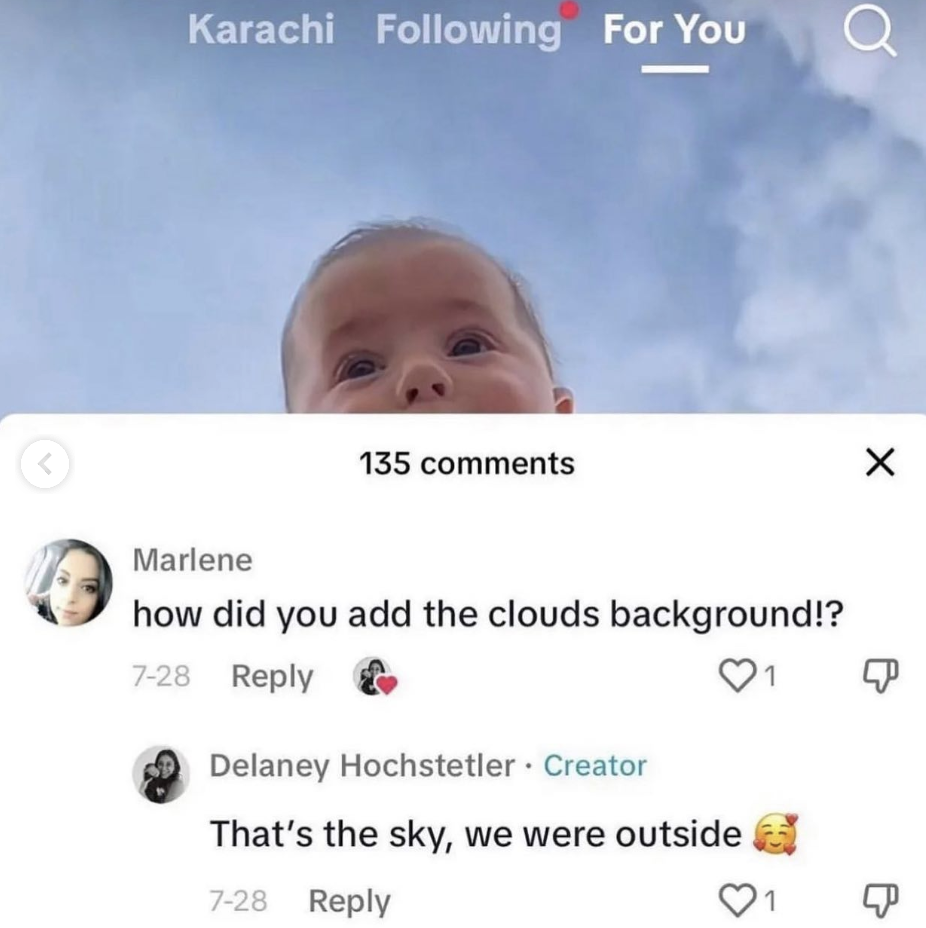 Karachi Following For You
135 comments
Marlene
how did you add the clouds background!?
7-28 Reply 1
Delaney Hochstetler · Creator
That's the sky, we were outside 🥰
7-28 Reply 1